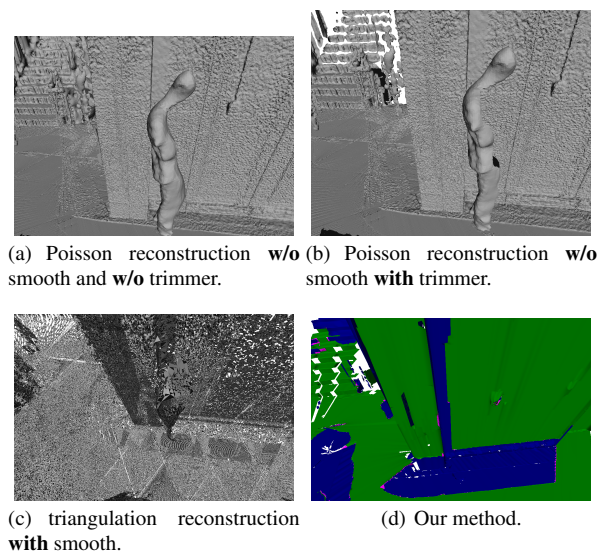 (a) Poisson reconstruction w/o
smooth and w/o trimmer.
(b) Poisson reconstruction w/o
smooth with trimmer.
(c) triangulation reconstruction
with smooth.
(d) Our method.